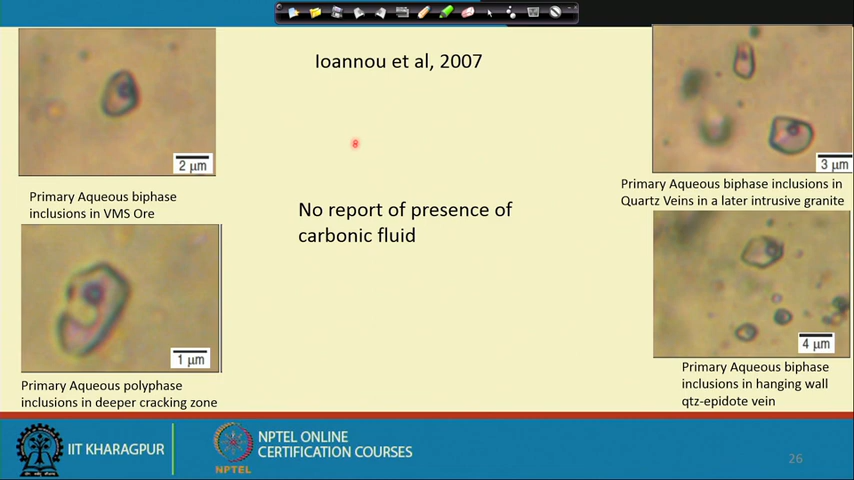 Ioannou et al, 2007
2 μm
Primary Aqueous biphase
inclusions in VMS Ore
3 μm
Primary Aqueous biphase inclusions in
Quartz Veins in a later intrusive granite
No report of presence of
carbonic fluid
1 μm
Primary Aqueous polyphase
inclusions in deeper cracking zone
4 μm
Primary Aqueous biphase
inclusions in hanging wall
qtz-epidote vein
IIT KHARAGPUR
NPTEL
NPTEL ONLINE
CERTIFICATION COURSES
26